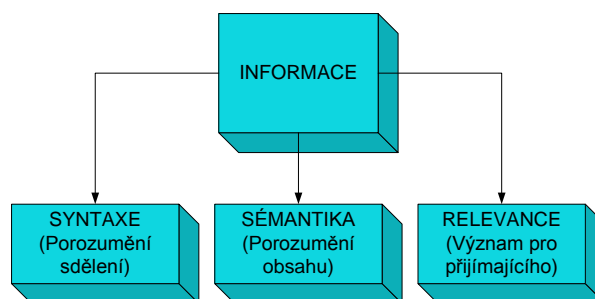 INFORMACE
SYNTAXE
(Porozumění
sdělení)
SÉMANTIKA
(Porozumění
obsahu)
RELEVANCE
(Význam pro
přijímajícího)